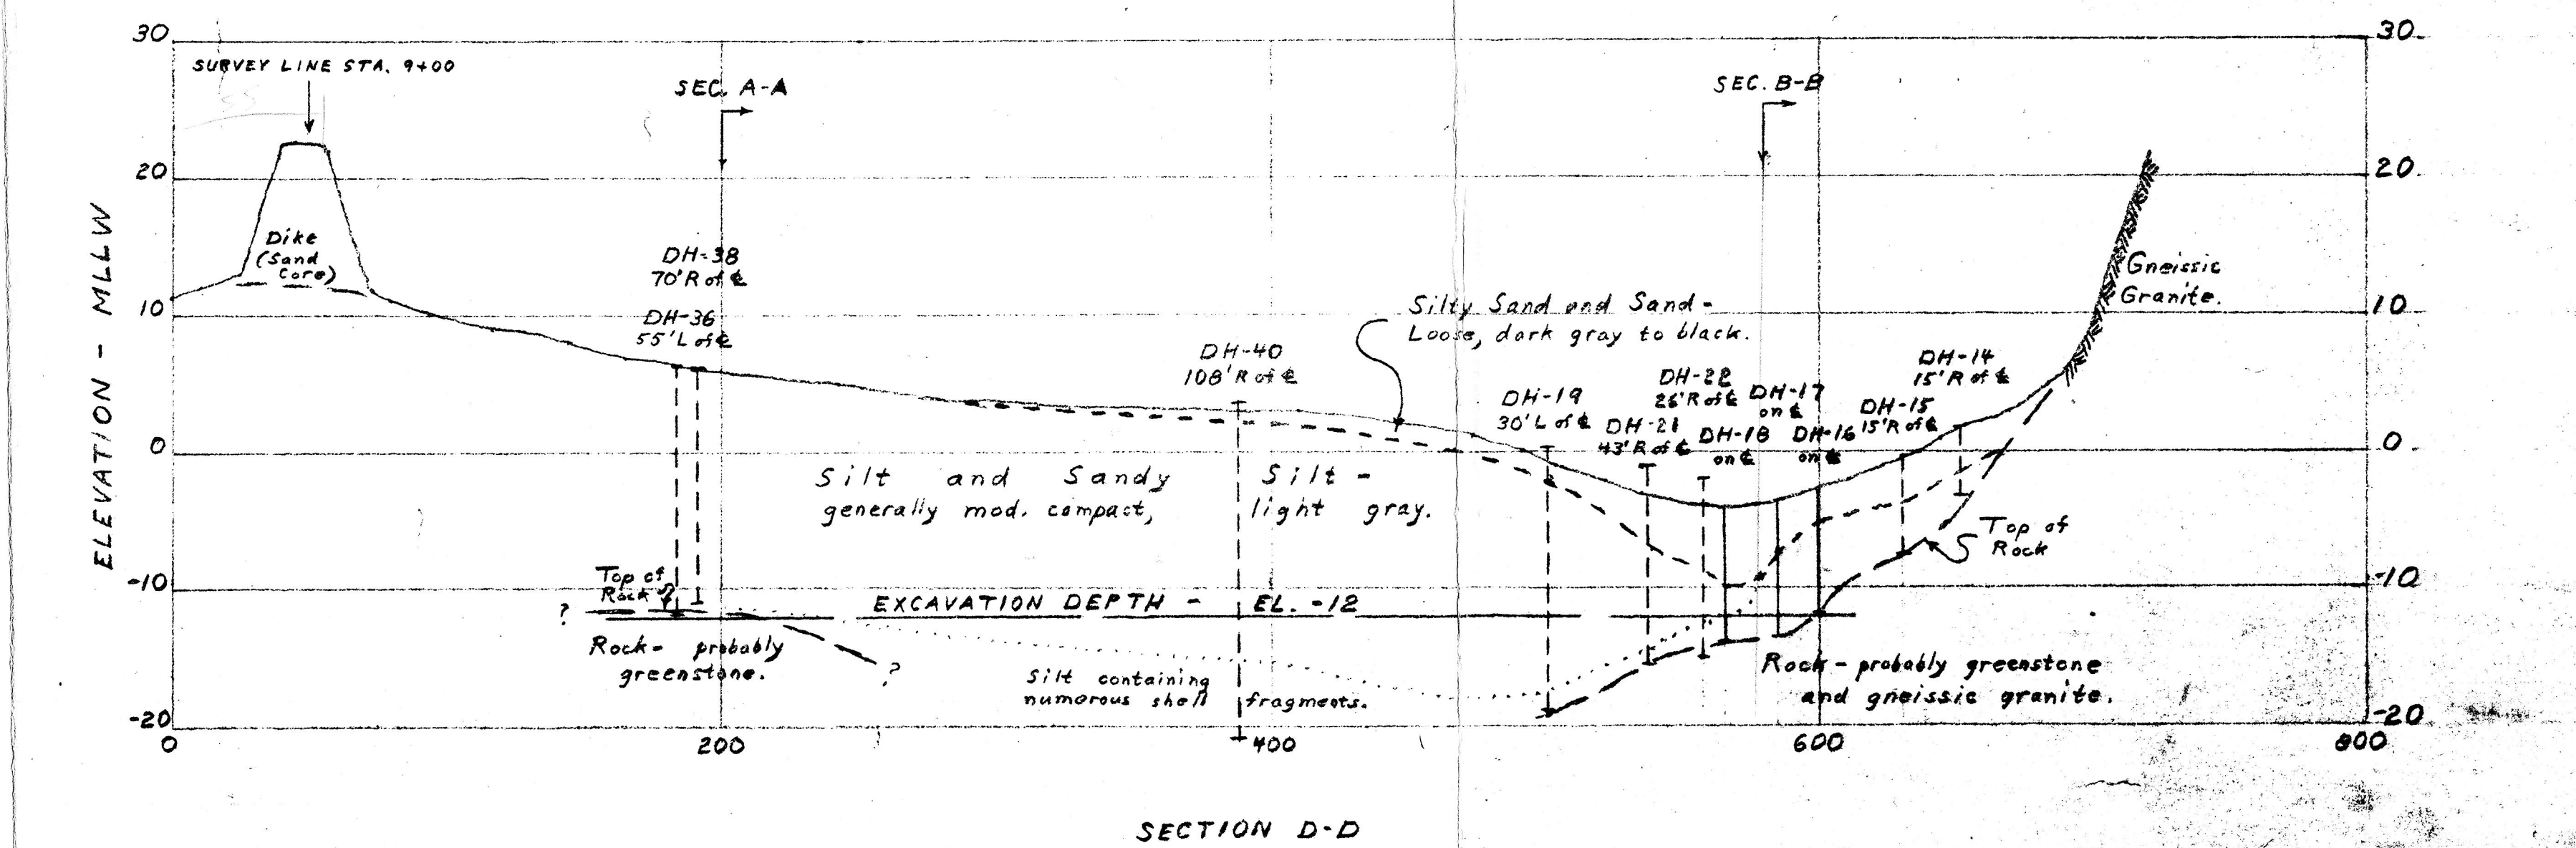 30
30
SURVEY LINE STA. 9+00
SEC. A-A
SEC. B-B
20
20
ELEVATION - MLLW
Dike
(Sand
Core)
DH-38
70'R of ℄
DH-36
55'L of ℄
Gneissic
Granite.
10
10
Silty Sand and Sand-
Loose, dark gray to black.
DH-40
108'R of ℄
DH-19
30'L of ℄
DH-22
26'R of ℄
DH-21
43'R of ℄
DH-17
on ℄
DH-18
on ℄
DH-16
on ℄
DH-15
15'R of ℄
DH-14
15'R of ℄
0
0
Silt and Sandy Silt -
generally mod. compact, light gray.
Top of
Rock
Top of
Rock ?
-10
-10
?
EXCAVATION DEPTH - EL. -12
Rock- probably
greenstone.
?
Silt containing
numorous shell fragments.
Rock - probably greenstone
and gneissic granite.
-20
-20
0
200
400
600
800
SECTION D-D